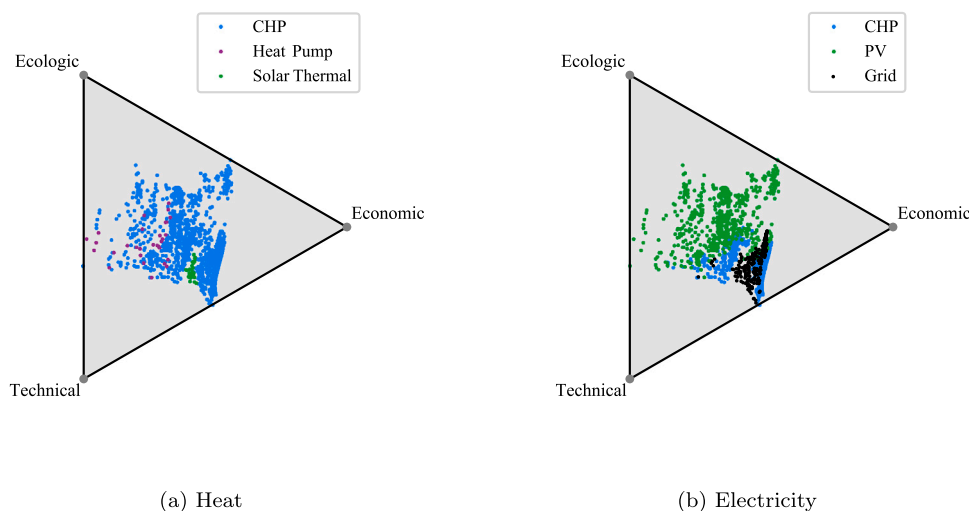 CHP
Heat Pump
Solar Thermal
Ecologic
Economic
Technical
(a) Heat
CHP
PV
Grid
Ecologic
Economic
Technical
(b) Electricity